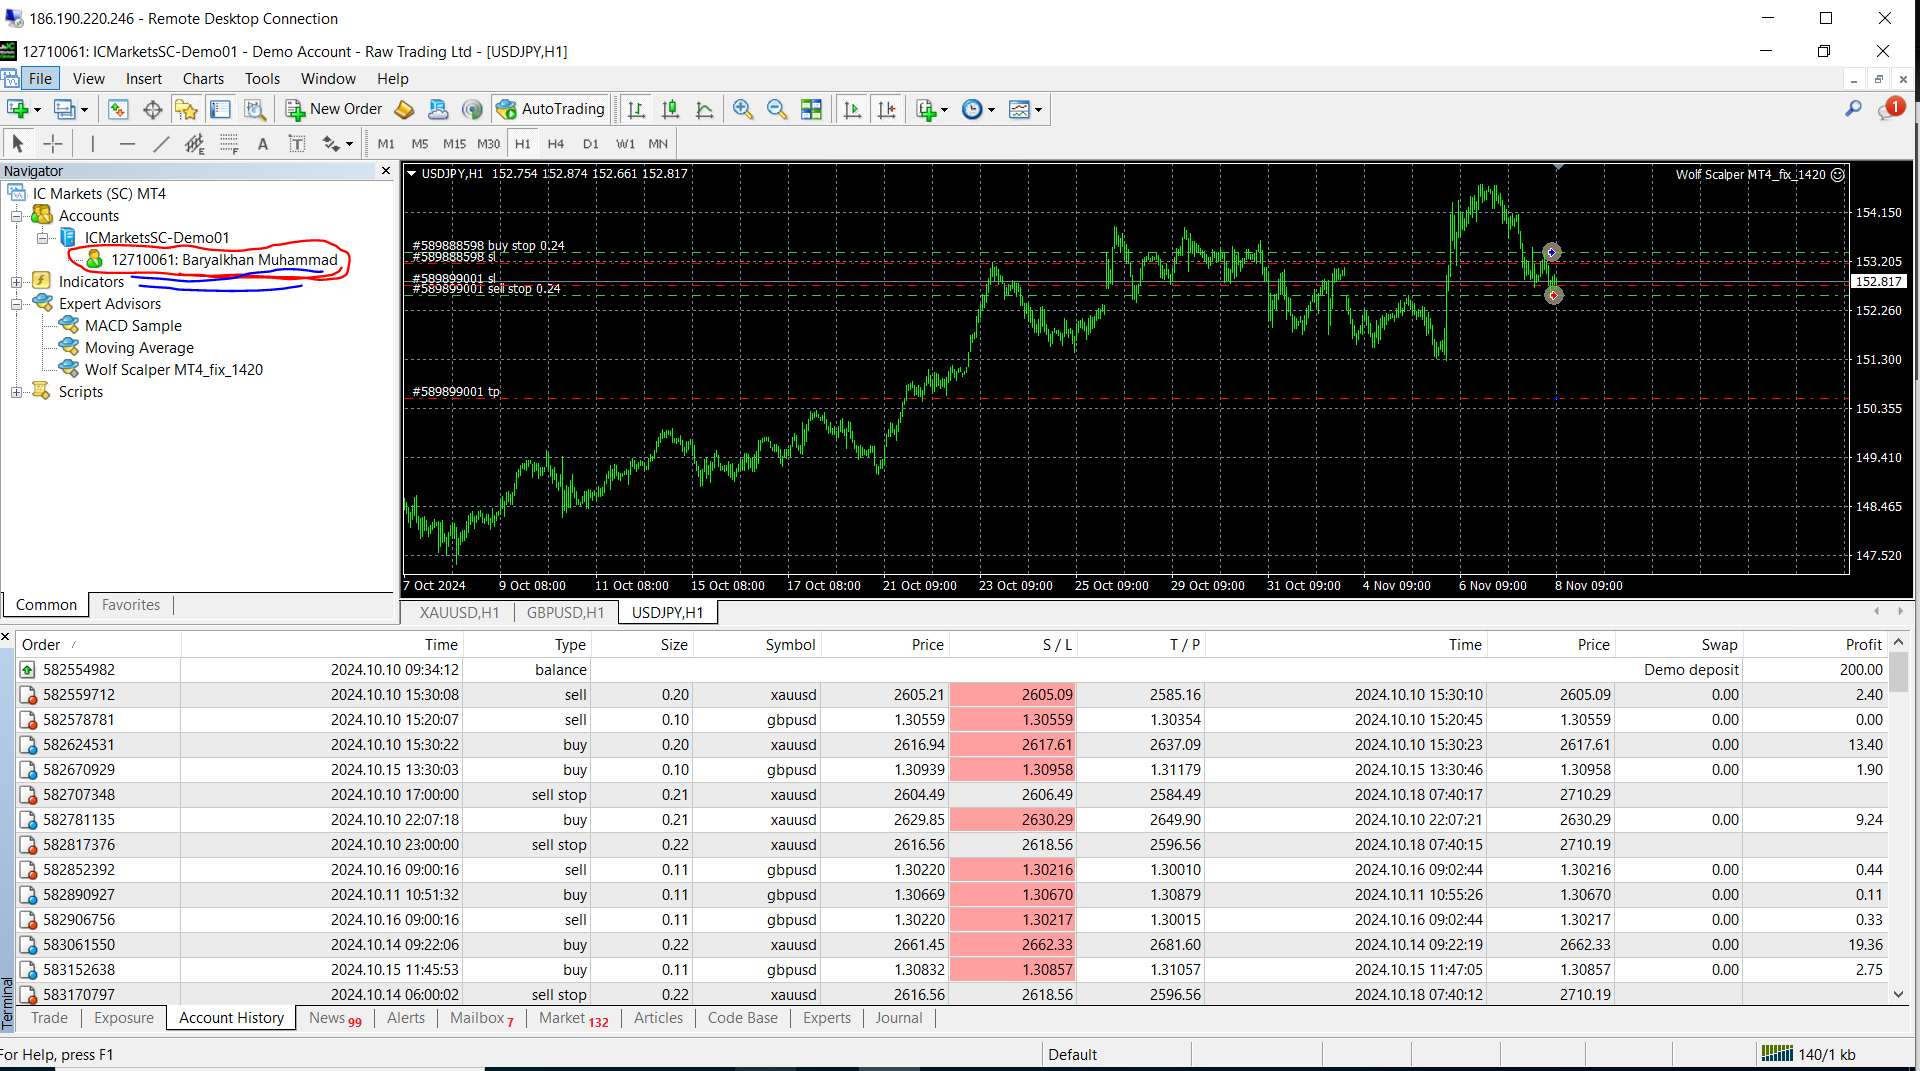 186.190.220.246 - Remote Desktop Connection
12710061: ICMarketsSC-Demo01 - Demo Account - Raw Trading Ltd - [USDJPY,H1]
File View Insert Charts Tools Window Help
New Order AutoTrading 1
A T M1 M5 M15 M30 H1 H4 D1 W1 MN
Navigator
IC Markets (SC) MT4
Accounts
ICMarketsSC-Demo01
12710061: Baryalkhan Muhammad
Indicators
Expert Advisors
MACD Sample
Moving Average
Wolf Scalper MT4_fix_1420
Scripts
Common Favorites
USDJPY,H1 152.754 152.874 152.661 152.817
Wolf Scalper MT4_fix_1420
#589888598 buy stop 0.24
#589888598 sl
#589899001 sl
#589899001 sell stop 0.24
#589899001 tp
154.150
153.205
152.817
152.260
151.300
150.355
149.410
148.465
147.520
7 Oct 2024 9 Oct 08:00 11 Oct 08:00 15 Oct 08:00 17 Oct 08:00 21 Oct 09:00 23 Oct 09:00 25 Oct 09:00 29 Oct 09:00 31 Oct 09:00 4 Nov 09:00 6 Nov 09:00 8 Nov 09:00
XAUUSD,H1 GBPUSD,H1 USDJPY,H1
Order Time Type Size Symbol Price S / L T / P Time Price Swap Profit
582554982 2024.10.10 09:34:12 balance Demo deposit 200.00
582559712 2024.10.10 15:30:08 sell 0.20 xauusd 2605.21 2605.09 2585.16 2024.10.10 15:30:10 2605.09 0.00 2.40
582578781 2024.10.10 15:20:07 sell 0.10 gbpusd 1.30559 1.30559 1.30354 2024.10.10 15:20:45 1.30559 0.00 0.00
582624531 2024.10.10 15:30:22 buy 0.20 xauusd 2616.94 2617.61 2637.09 2024.10.10 15:30:23 2617.61 0.00 13.40
582670929 2024.10.15 13:30:03 buy 0.10 gbpusd 1.30939 1.30958 1.31179 2024.10.15 13:30:46 1.30958 0.00 1.90
582707348 2024.10.10 17:00:00 sell stop 0.21 xauusd 2604.49 2606.49 2584.49 2024.10.18 07:40:17 2710.29
582781135 2024.10.10 22:07:18 buy 0.21 xauusd 2629.85 2630.29 2649.90 2024.10.10 22:07:21 2630.29 0.00 9.24
582817376 2024.10.10 23:00:00 sell stop 0.22 xauusd 2616.56 2618.56 2596.56 2024.10.18 07:40:15 2710.19
582852392 2024.10.16 09:00:16 sell 0.11 gbpusd 1.30220 1.30216 1.30010 2024.10.16 09:02:44 1.30216 0.00 0.44
582890927 2024.10.11 10:51:32 buy 0.11 gbpusd 1.30669 1.30670 1.30879 2024.10.11 10:55:26 1.30670 0.00 0.11
582906756 2024.10.16 09:00:16 sell 0.11 gbpusd 1.30220 1.30217 1.30015 2024.10.16 09:02:44 1.30217 0.00 0.33
583061550 2024.10.14 09:22:06 buy 0.22 xauusd 2661.45 2662.33 2681.60 2024.10.14 09:22:19 2662.33 0.00 19.36
583152638 2024.10.15 11:45:53 buy 0.11 gbpusd 1.30832 1.30857 1.31057 2024.10.15 11:47:05 1.30857 0.00 2.75
583170797 2024.10.14 06:00:02 sell stop 0.22 xauusd 2616.56 2618.56 2596.56 2024.10.18 07:40:12 2710.19
Terminal
Trade Exposure Account History News 99 Alerts Mailbox 7 Market 132 Articles Code Base Experts Journal
For Help, press F1 Default 140/1 kb